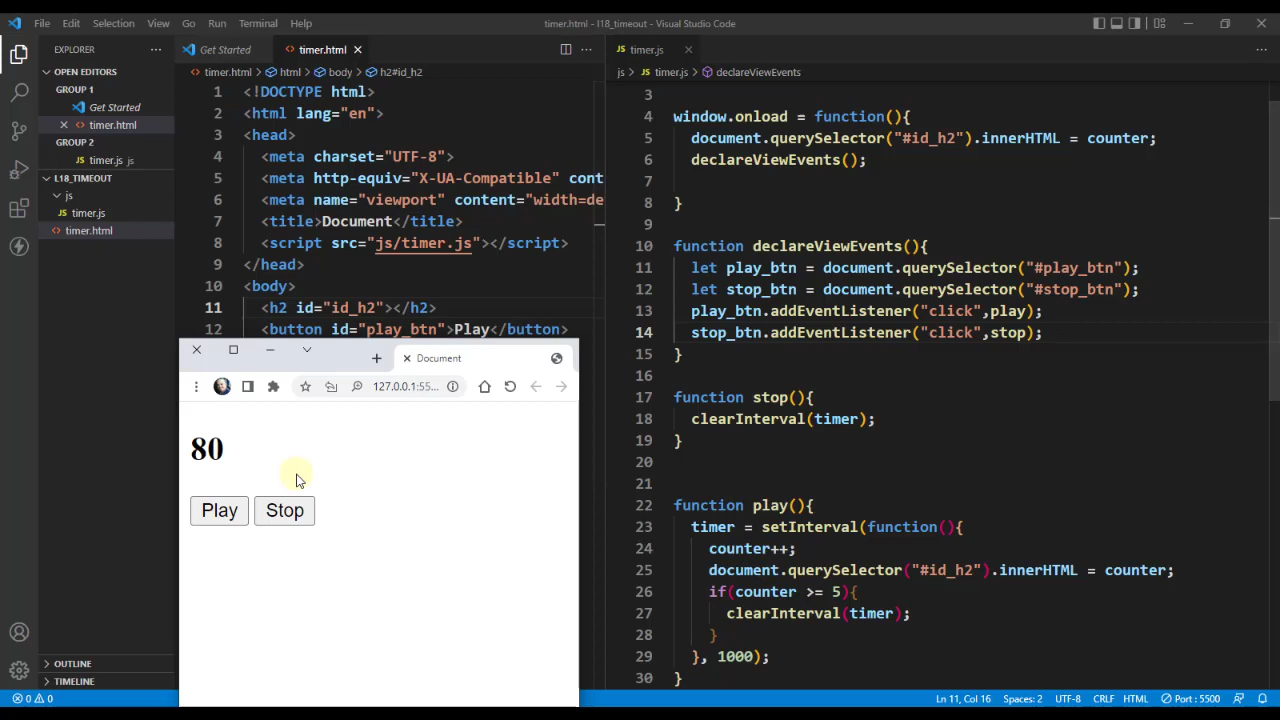 File Edit Selection View Go Run Terminal Help timer.html - l18_timeout - Visual Studio Code
EXPLORER
OPEN EDITORS
GROUP 1
Get Started
timer.html
GROUP 2
timer.js js
L18_TIMEOUT
js
timer.js
timer.html
OUTLINE
TIMELINE
Get Started timer.html
timer.html > html > body > h2#id_h2
1 <!DOCTYPE html>
2 <html lang="en">
3 <head>
4 <meta charset="UTF-8">
5 <meta http-equiv="X-UA-Compatible" cont
6 <meta name="viewport" content="width=de
7 <title>Document</title>
8 <script src="js/timer.js"></script>
9 </head>
10 <body>
11 <h2 id="id_h2"></h2>
12 <button id="play_btn">Play</button>
Document
127.0.0.1:55...
80
Play Stop
timer.js
js > timer.js > declareViewEvents
3
4 window.onload = function(){
5 document.querySelector("#id_h2").innerHTML = counter;
6 declareViewEvents();
7
8 }
9
10 function declareViewEvents(){
11 let play_btn = document.querySelector("#play_btn");
12 let stop_btn = document.querySelector("#stop_btn");
13 play_btn.addEventListener("click",play);
14 stop_btn.addEventListener("click",stop);
15 }
16
17 function stop(){
18 clearInterval(timer);
19 }
20
21
22 function play(){
23 timer = setInterval(function(){
24 counter++;
25 document.querySelector("#id_h2").innerHTML = counter;
26 if(counter >= 5){
27 clearInterval(timer);
28 }
29 }, 1000);
30 }
0 0 Ln 11, Col 16 Spaces: 2 UTF-8 CRLF HTML Port : 5500